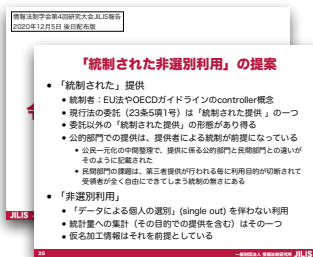 情報法制学会第4回研究大会JILIS報告
2020年12月5日 後日配布版
「統制された非選別利用」の提案
• 「統制された」提供
• 統制者：EU法やOECDガイドラインのcontroller概念
• 現行法の委託（23条5項1号）は「統制された提供 」の一つ
• 委託以外の「統制された提供」の形態があり得る
• 公的部門での提供は、提供者による統制が前提になっている
• 公民一元化の中間整理で、提供に係る公的部門と民間部門との違いが
そのように記載された
• 民間部門の課題は、第三者提供が行われる毎に利用目的が切断されて
受領者が全く自由にできてしまう統制の無さにある
• 「非選別利用」
• 「データによる個人の選別」(single out) を伴わない利用
• 統計量への集計（その目的での提供を含む）はその一つ
• 仮名加工情報はそれを前提としている
JILIS
25
一般財団法人 情報法制研究所 JILIS